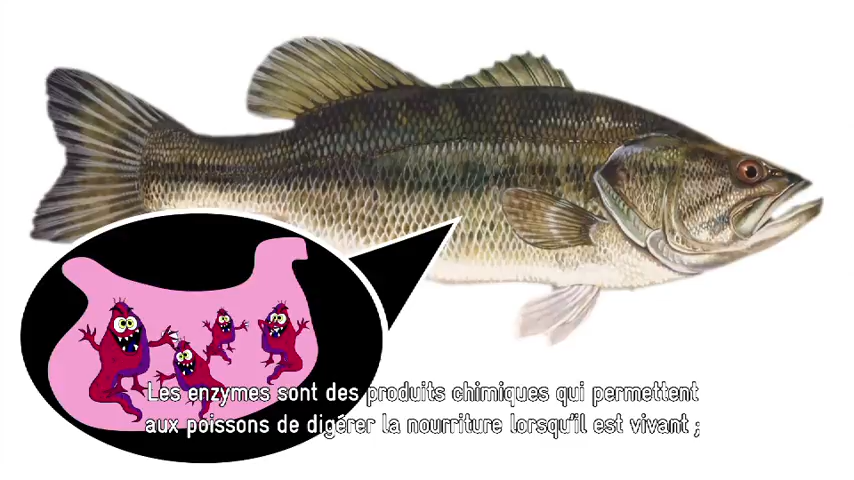 Les enzymes sont des produits chimiques qui permettent
aux poissons de digérer la nourriture lorsqu'il est vivant ;